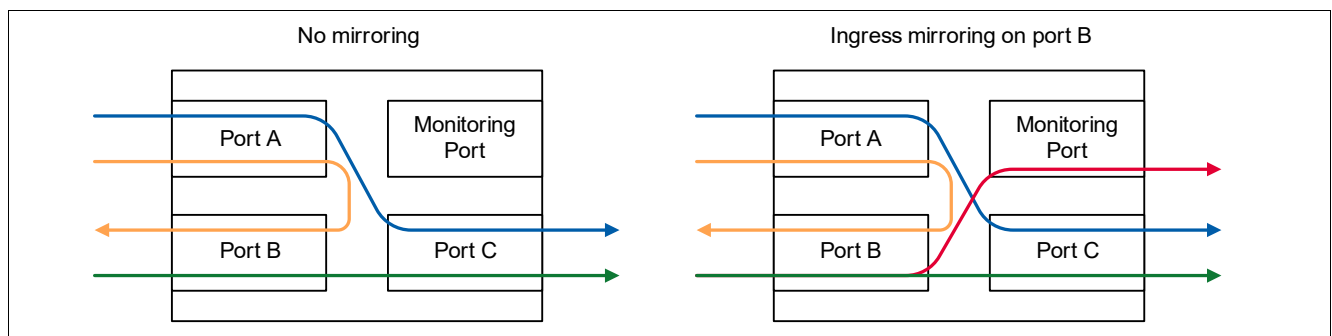 No mirroring
Port A
Monitoring
Port
Port B
Port C
Ingress mirroring on port B
Port A
Monitoring
Port
Port B
Port C